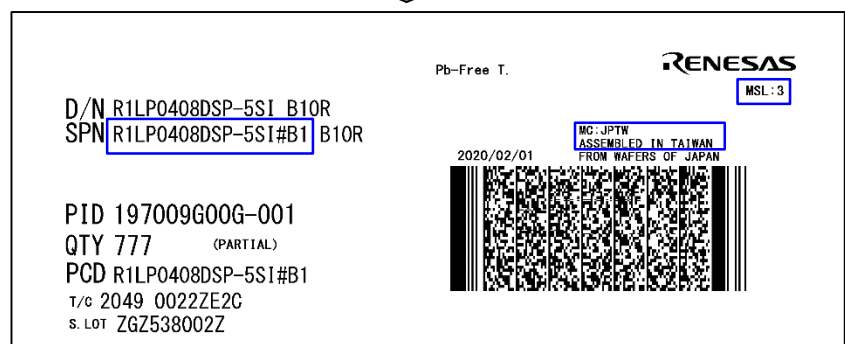 Pb-Free T.
RENESAS
MSL:3
D/N R1LP0408DSP-5SI B10R
SPN R1LP0408DSP-5SI#B1 B10R
MC:JPTW
ASSEMBLED IN TAIWAN
2020/02/01 FROM WAFERS OF JAPAN
PID 197009G00G-001
QTY 777 (PARTIAL)
PCD R1LP0408DSP-5SI#B1
T/C 2049 0022ZE2C
S.LOT ZGZ538002Z